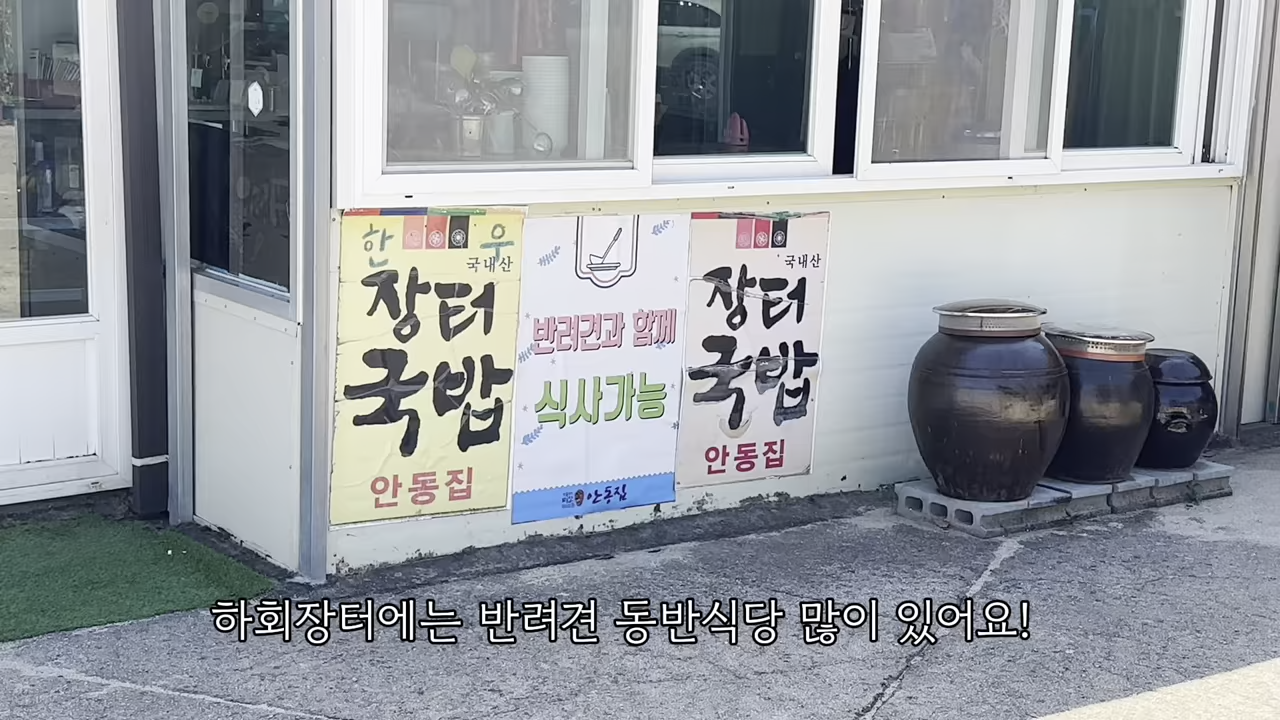 한 우
국내산
장터
국밥
안동집
반려견과 함께
식사가능
안동집
국내산
장터
국밥
안동집
하회장터에는 반려견 동반식당 많이 있어요!